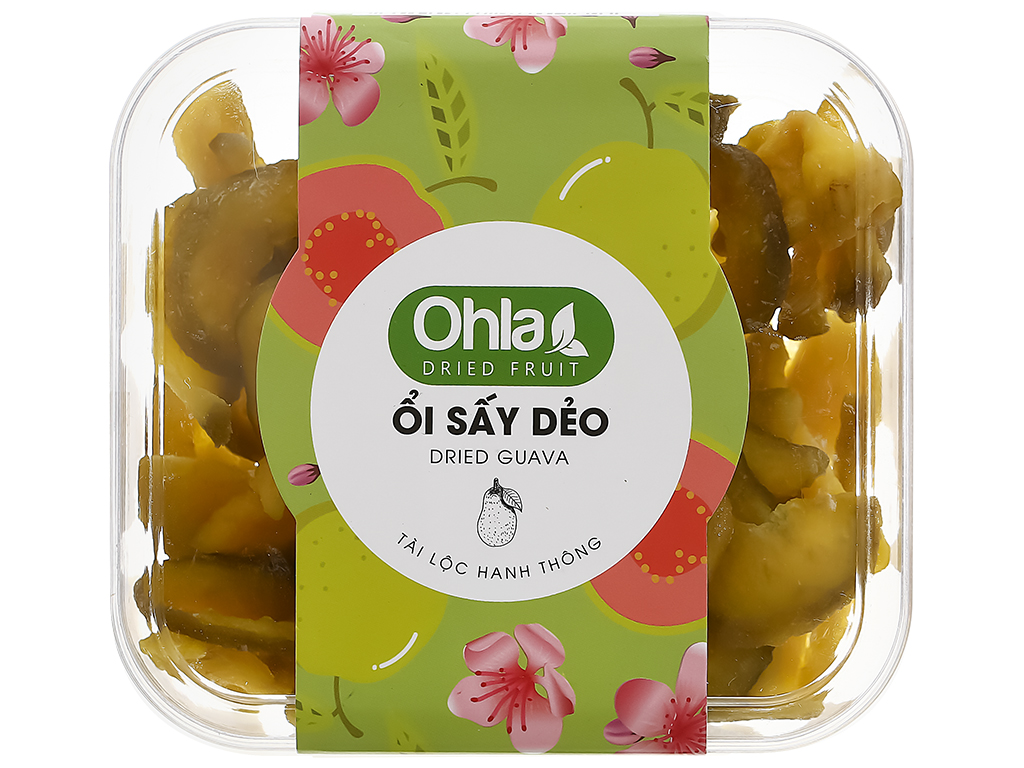 Ohla
DRIED FRUIT
ỔI SẤY DẺO
DRIED GUAVA
TÀI LỘC HANH THÔNG